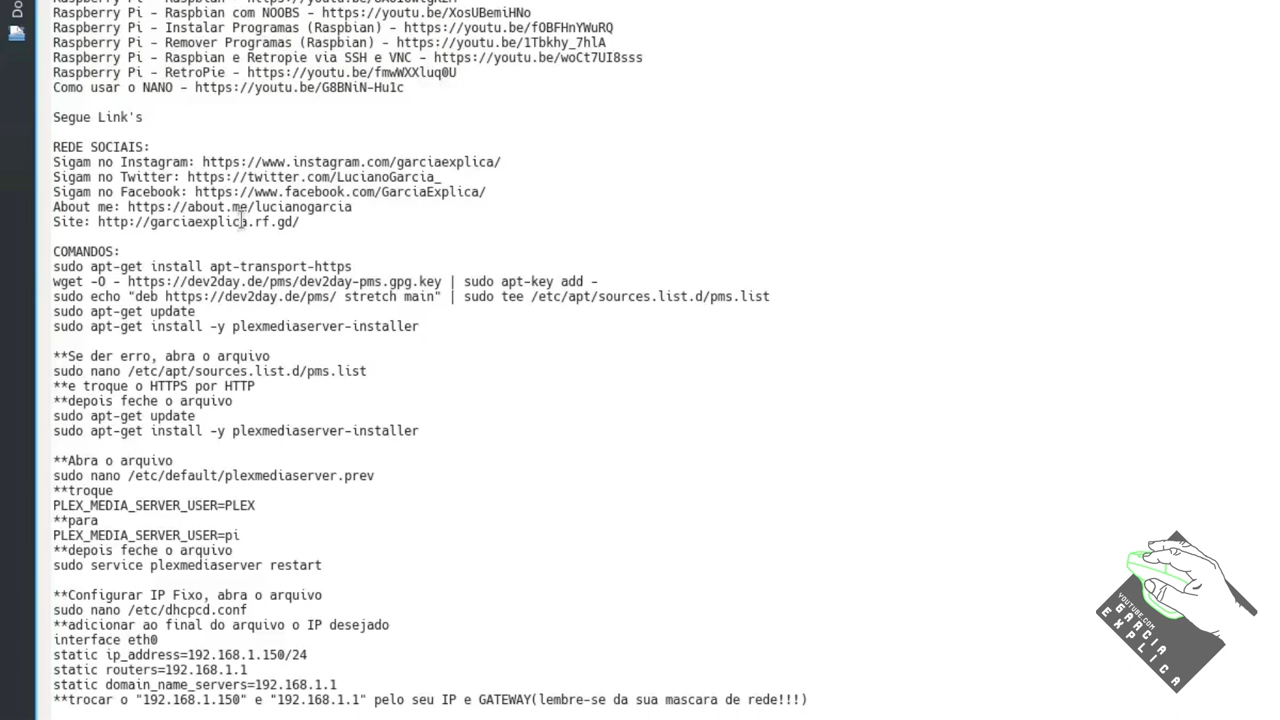 Do
Raspberry Pi - Raspbian com NOOBS - https://youtu.be/XosUBemiHNo
Raspberry Pi - Instalar Programas (Raspbian) - https://youtu.be/fOBFHnYWuRQ
Raspberry Pi - Remover Programas (Raspbian) - https://youtu.be/1Tbkhy_7hlA
Raspberry Pi - Raspbian e Retropie via SSH e VNC - https://youtu.be/woCt7UI8sss
Raspberry Pi - RetroPie - https://youtu.be/fmwWXXluq0U
Como usar o NANO - https://youtu.be/G8BNiN-Hu1c
Segue Link's
REDE SOCIAIS:
Sigam no Instagram: https://www.instagram.com/garciaexplica/
Sigam no Twitter: https://twitter.com/LucianoGarcia_
Sigam no Facebook: https://www.facebook.com/GarciaExplica/
About me: https://about.me/lucianogarcia
Site: http://garciaexplica.rf.gd/
COMANDOS:
sudo apt-get install apt-transport-https
wget -O - https://dev2day.de/pms/dev2day-pms.gpg.key | sudo apt-key add -
sudo echo "deb https://dev2day.de/pms/ stretch main" | sudo tee /etc/apt/sources.list.d/pms.list
sudo apt-get update
sudo apt-get install -y plexmediaserver-installer
**Se der erro, abra o arquivo
sudo nano /etc/apt/sources.list.d/pms.list
**e troque o HTTPS por HTTP
**depois feche o arquivo
sudo apt-get update
sudo apt-get install -y plexmediaserver-installer
**Abra o arquivo
sudo nano /etc/default/plexmediaserver.prev
**troque
PLEX_MEDIA_SERVER_USER=PLEX
**para
PLEX_MEDIA_SERVER_USER=pi
**depois feche o arquivo
sudo service plexmediaserver restart
**Configurar IP Fixo, abra o arquivo
sudo nano /etc/dhcpcd.conf
**adicionar ao final do arquivo o IP desejado
interface eth0
static ip_address=192.168.1.150/24
static routers=192.168.1.1
static domain_name_servers=192.168.1.1
**trocar o "192.168.1.150" e "192.168.1.1" pelo seu IP e GATEWAY(lembre-se da sua mascara de rede!!!)
YOUTUBE.COM
GARCIA
EXPLICA